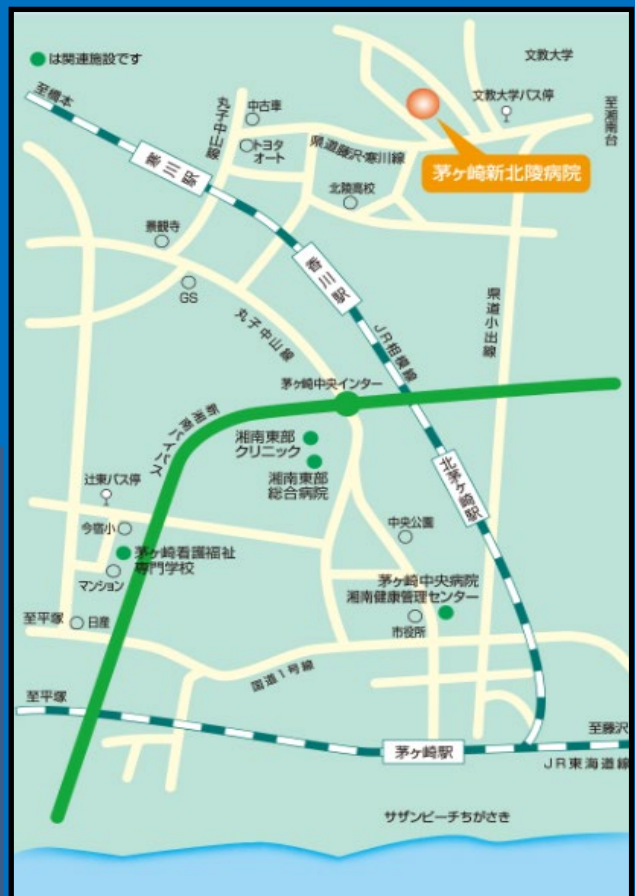 は関連施設です
文教大学
至橋本
丸子中山線
中古車
文教大学バス停
至湘南台
トヨタ
オート
県道藤沢・寒川線
茅ヶ崎新北陵病院
寒川駅
北陵高校
景観寺
香川駅
GS
県道小出線
丸子中山線
JR相模線
茅ヶ崎中央インター
新湘南バイパス
湘南東部
クリニック
湘南東部
総合病院
北茅ヶ崎駅
辻東バス停
今宿小
中央公園
茅ヶ崎看護福祉
専門学校
マンション
茅ヶ崎中央病院
湘南健康管理センター
至平塚
日産
市役所
国道1号線
至平塚
至藤沢
茅ヶ崎駅
JR東海道線
サザンビーチちがさき